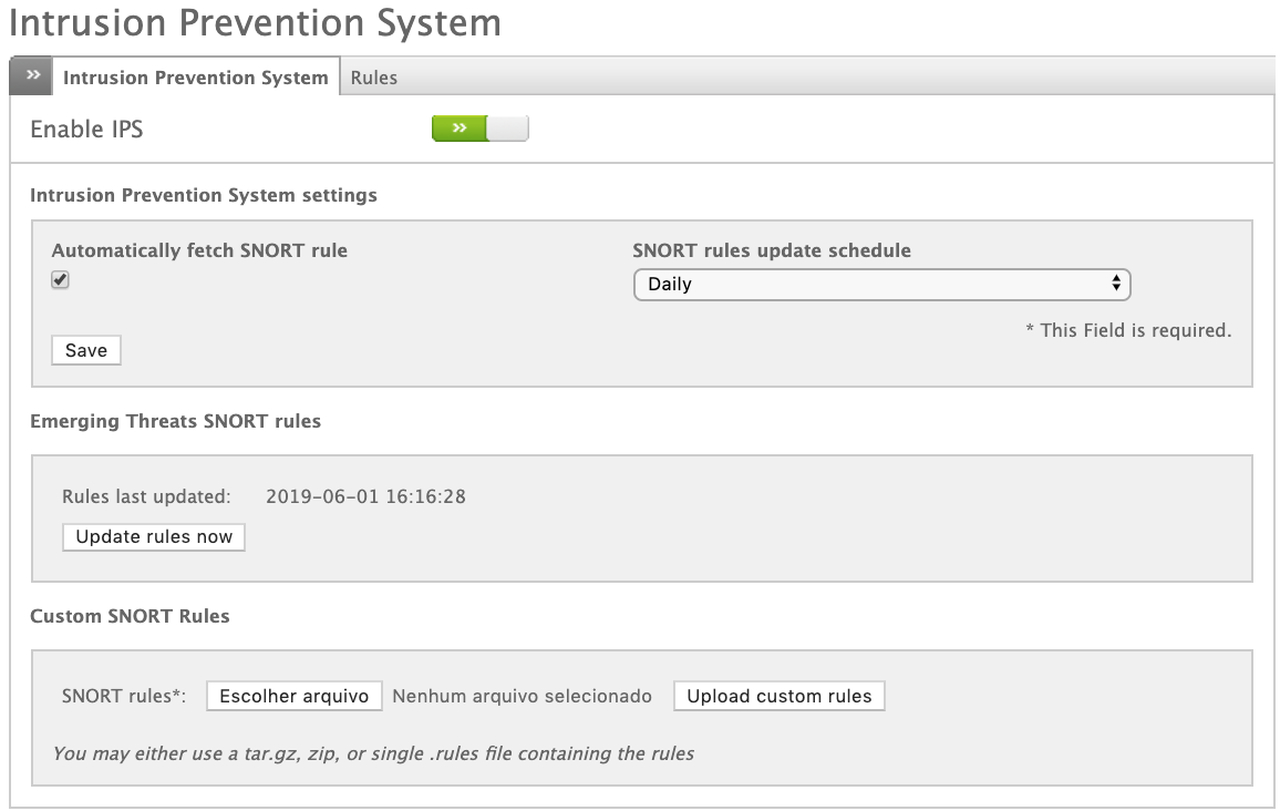 Intrusion Prevention System
» Intrusion Prevention System Rules
Enable IPS »
Intrusion Prevention System settings
Automatically fetch SNORT rule SNORT rules update schedule
Daily
* This Field is required.
Save
Emerging Threats SNORT rules
Rules last updated: 2019-06-01 16:16:28
Update rules now
Custom SNORT Rules
SNORT rules*: Escolher arquivo Nenhum arquivo selecionado Upload custom rules
You may either use a tar.gz, zip, or single .rules file containing the rules